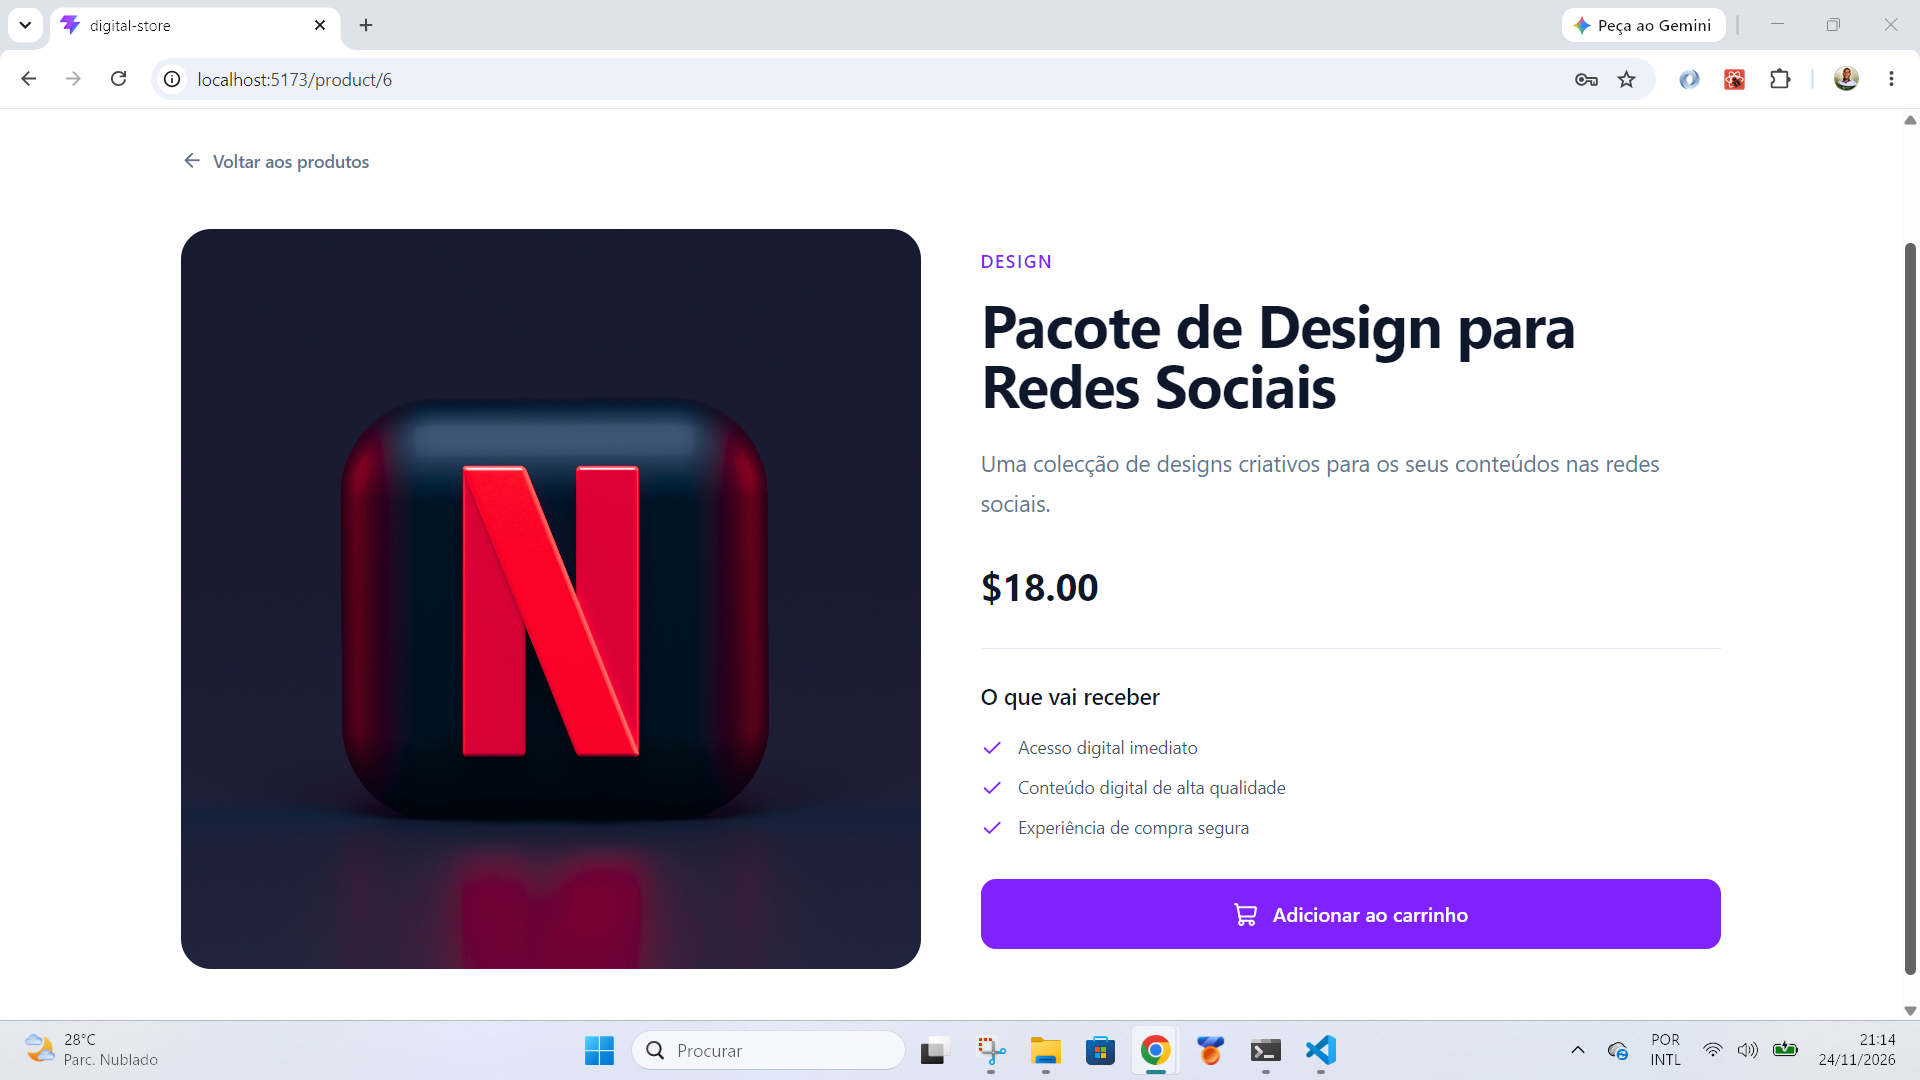 digital-store
Peça ao Gemini
localhost:5173/product/6
Voltar aos produtos
N
DESIGN
Pacote de Design para
Redes Sociais
Uma colecção de designs criativos para os seus conteúdos nas redes
sociais.
$18.00
O que vai receber
Acesso digital imediato
Conteúdo digital de alta qualidade
Experiência de compra segura
Adicionar ao carrinho
28°C
Parc. Nublado
Procurar
POR
INTL
21:14
24/11/2026